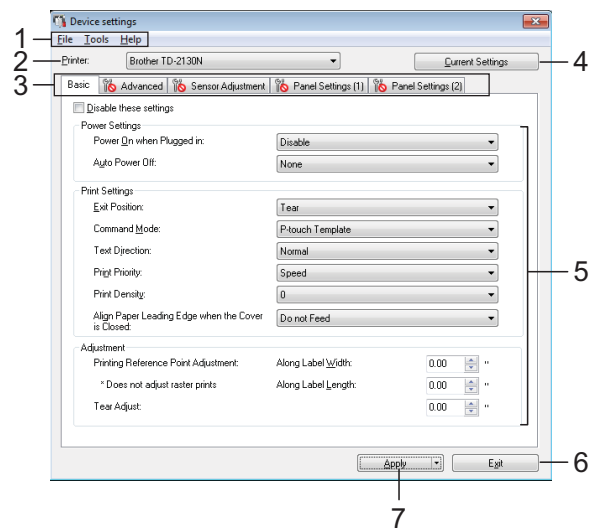 Device settings
1
File Tools Help
2
Printer: Brother TD-2130N Current Settings
4
3
Basic Advanced Sensor Adjustment Panel Settings (1) Panel Settings (2)
Disable these settings
Power Settings
Power On when Plugged in: Disable
Auto Power Off: None
Print Settings
Exit Position: Tear
Command Mode: P-touch Template
Text Direction: Normal
5
Print Priority: Speed
Print Density: 0
Align Paper Leading Edge when the Cover
is Closed: Do not Feed
Adjustment
Printing Reference Point Adjustment: Along Label Width: 0.00 "
* Does not adjust raster prints Along Label Length: 0.00 "
Tear Adjust: 0.00 "
Apply Exit
6
7